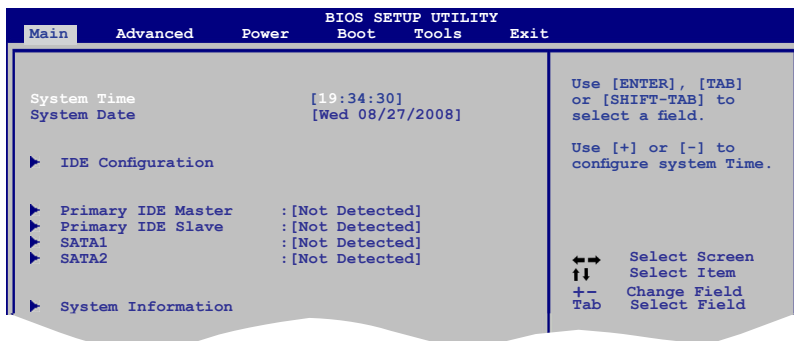 BIOS SETUP UTILITY
Main Advanced Power Boot Tools Exit
System Time [19:34:30]
System Date [Wed 08/27/2008]
IDE Configuration
Primary IDE Master :[Not Detected]
Primary IDE Slave :[Not Detected]
SATA1 :[Not Detected]
SATA2 :[Not Detected]
System Information
Use [ENTER], [TAB]
or [SHIFT-TAB] to
select a field.
Use [+] or [-] to
configure system Time.
←→ Select Screen
↑↓ Select Item
+- Change Field
Tab Select Field